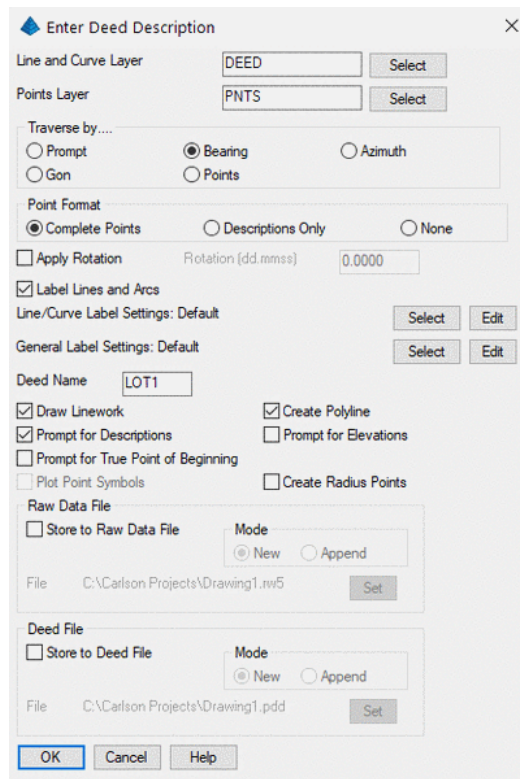 Enter Deed Description
Line and Curve Layer DEED Select
Points Layer PNTS Select
Traverse by....
Prompt Bearing Azimuth
Gon Points
Point Format
Complete Points Descriptions Only None
Apply Rotation Rotation (dd.mmss) 0.0000
Label Lines and Arcs
Line/Curve Label Settings: Default Select Edit
General Label Settings: Default Select Edit
Deed Name LOT1
Draw Linework Create Polyline
Prompt for Descriptions Prompt for Elevations
Prompt for True Point of Beginning
Plot Point Symbols Create Radius Points
Raw Data File
Store to Raw Data File Mode
New Append
File C:\Carlson Projects\Drawing1.rw5 Set
Deed File
Store to Deed File Mode
New Append
File C:\Carlson Projects\Drawing1.pdd Set
OK Cancel Help